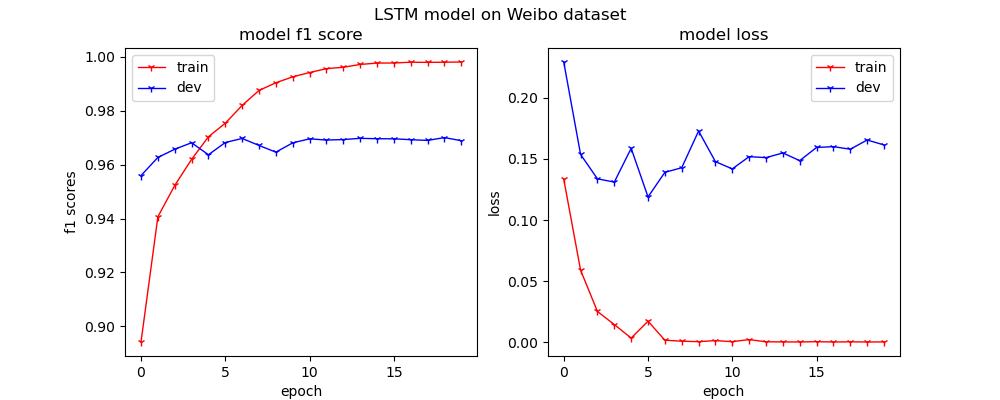 LSTM model on Weibo dataset
model f1 score
train
dev
1.00
0.98
0.96
0.94
0.92
0.90
f1 scores
0 5 10 15
epoch
model loss
train
dev
0.20
0.15
0.10
0.05
0.00
loss
0 5 10 15
epoch